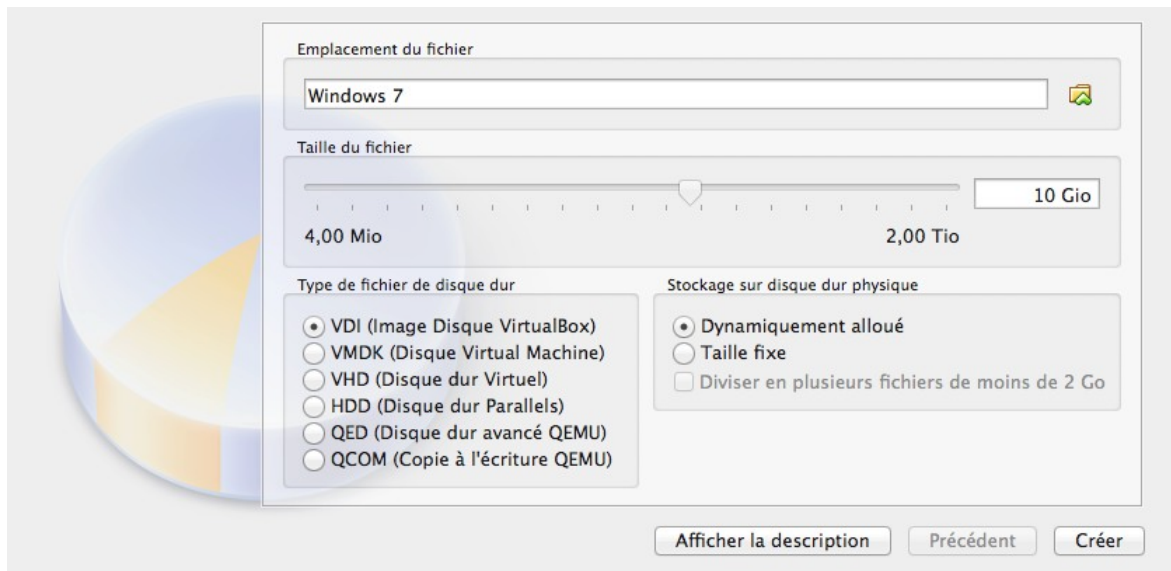 Emplacement du fichier
Windows 7
Taille du fichier
10 Gio
4,00 Mio 2,00 Tio
Type de fichier de disque dur
VDI (Image Disque VirtualBox)
VMDK (Disque Virtual Machine)
VHD (Disque dur Virtuel)
HDD (Disque dur Parallels)
QED (Disque dur avancé QEMU)
QCOM (Copie à l'écriture QEMU)
Stockage sur disque dur physique
Dynamiquement alloué
Taille fixe
Diviser en plusieurs fichiers de moins de 2 Go
Afficher la description Précédent Créer